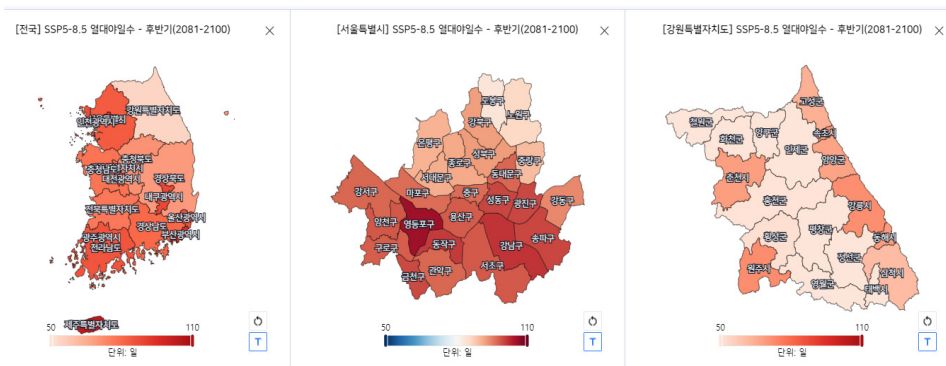 [전국] SSP5-8.5 열대야일수 - 후반기(2081-2100)
강원특별자치도
인천광역시
충청북도
충청남도
대전광역시
경상북도
대구광역시
전북특별자치도
울산광역시
경상남도
부산광역시
광주광역시
전라남도
제주특별자치도
50
110
단위: 일
T
[서울특별시] SSP5-8.5 열대야일수 - 후반기(2081-2100)
도봉구
노원구
강북구
은평구
성북구
중랑구
종로구
서대문구
동대문구
강서구
마포구
중구
성동구
광진구
강동구
양천구
영등포구
용산구
구로구
동작구
강남구
송파구
금천구
관악구
서초구
50
110
단위: 일
T
[강원특별자치도] SSP5-8.5 열대야일수 - 후반기(2081-2100)
고성군
철원군
화천군
양구군
속초시
인제군
양양군
춘천시
홍천군
강릉시
횡성군
평창군
동해시
원주시
정선군
삼척시
영월군
태백시
50
110
단위: 일
T